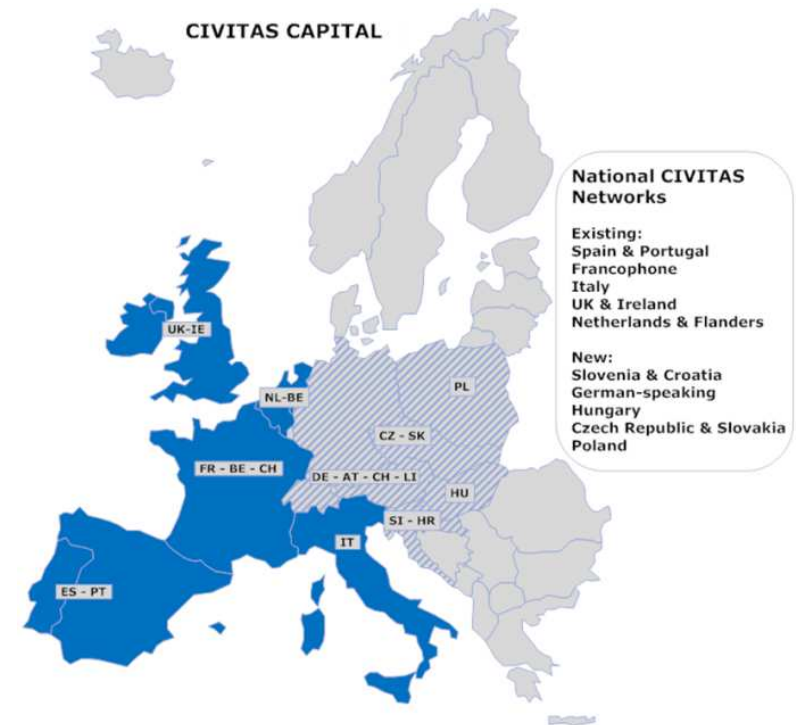 CIVITAS CAPITAL
National CIVITAS
Networks
Existing:
Spain & Portugal
Francophone
Italy
UK & Ireland
Netherlands & Flanders
New:
Slovenia & Croatia
German-speaking
Hungary
Czech Republic & Slovakia
Poland
UK-IE
NL-BE
PL
CZ - SK
FR - BE - CH
DE - AT - CH - LI
HU
SI - HR
IT
ES - PT